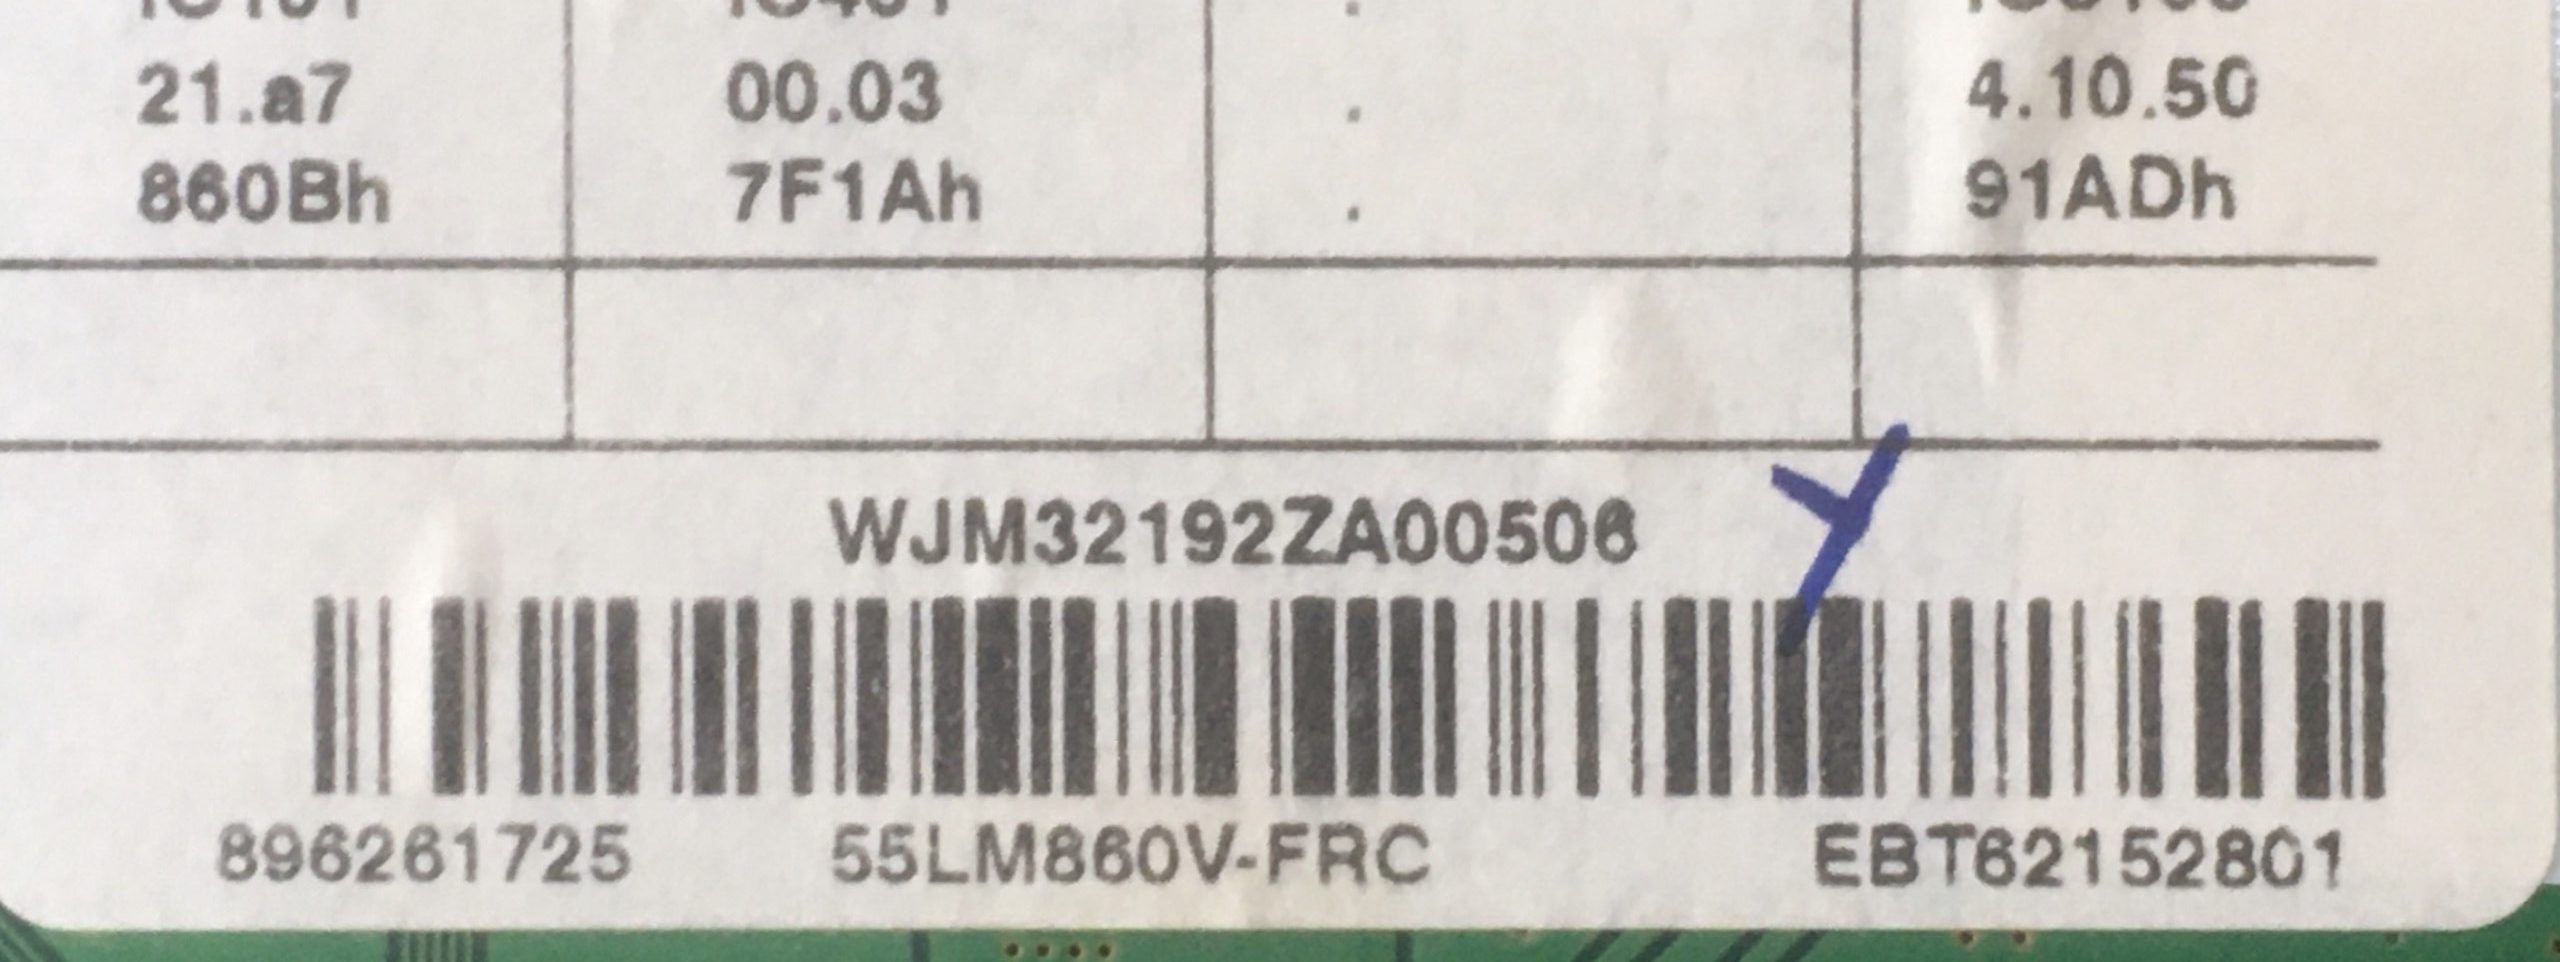 21.a7 00.03 . 4.10.50
860Bh 7F1Ah . 91ADh
WJM32192ZA00506
Y
896261725 55LM860V-FRC EBT62152801